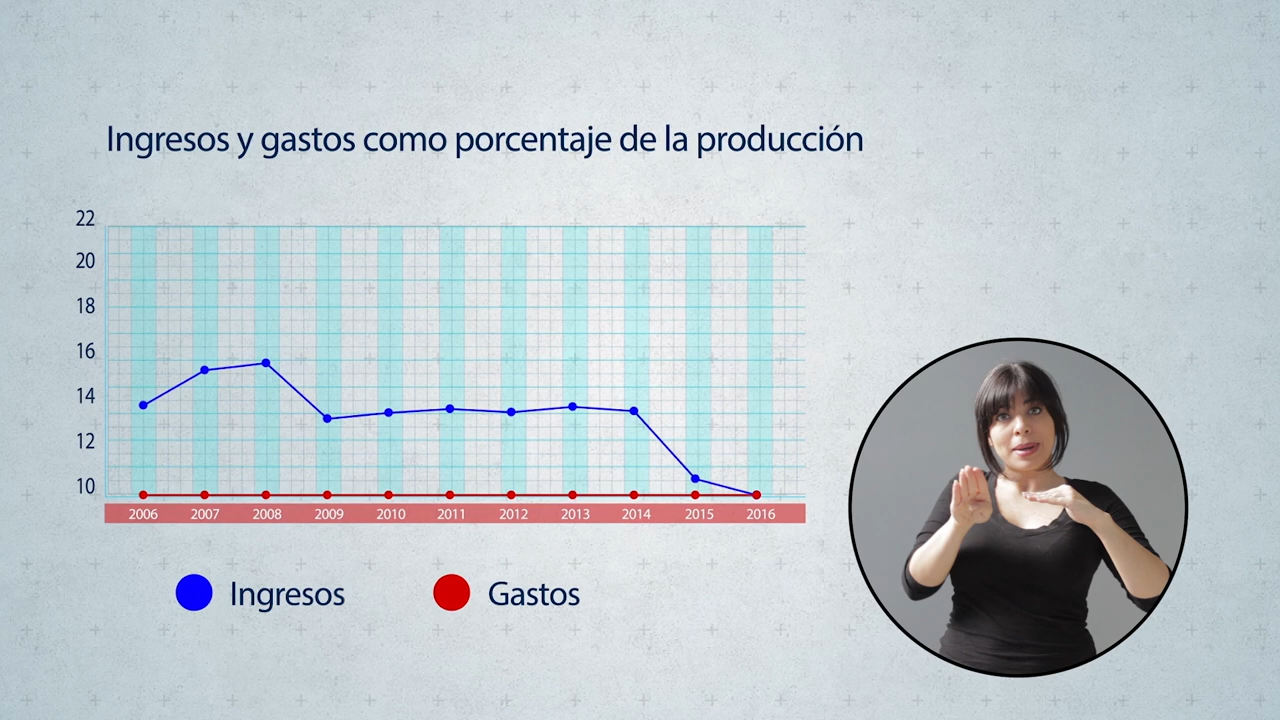 Ingresos y gastos como porcentaje de la producción
22
20
18
16
14
12
10
2006 2007 2008 2009 2010 2011 2012 2013 2014 2015 2016
Ingresos Gastos